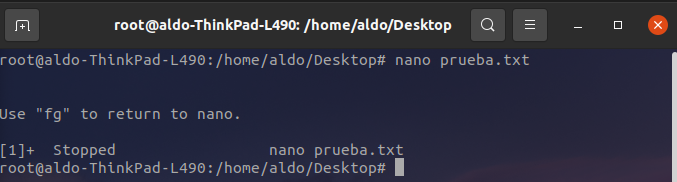 root@aldo-ThinkPad-L490: /home/aldo/Desktop
root@aldo-ThinkPad-L490:/home/aldo/Desktop# nano prueba.txt
Use "fg" to return to nano.
[1]+  Stopped                 nano prueba.txt
root@aldo-ThinkPad-L490:/home/aldo/Desktop#